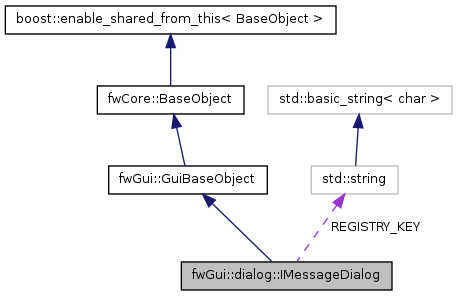 boost::enable_shared_from_this< BaseObject >
fwCore::BaseObject
std::basic_string< char >
fwGui::GuiBaseObject
std::string
REGISTRY_KEY
fwGui::dialog::IMessageDialog